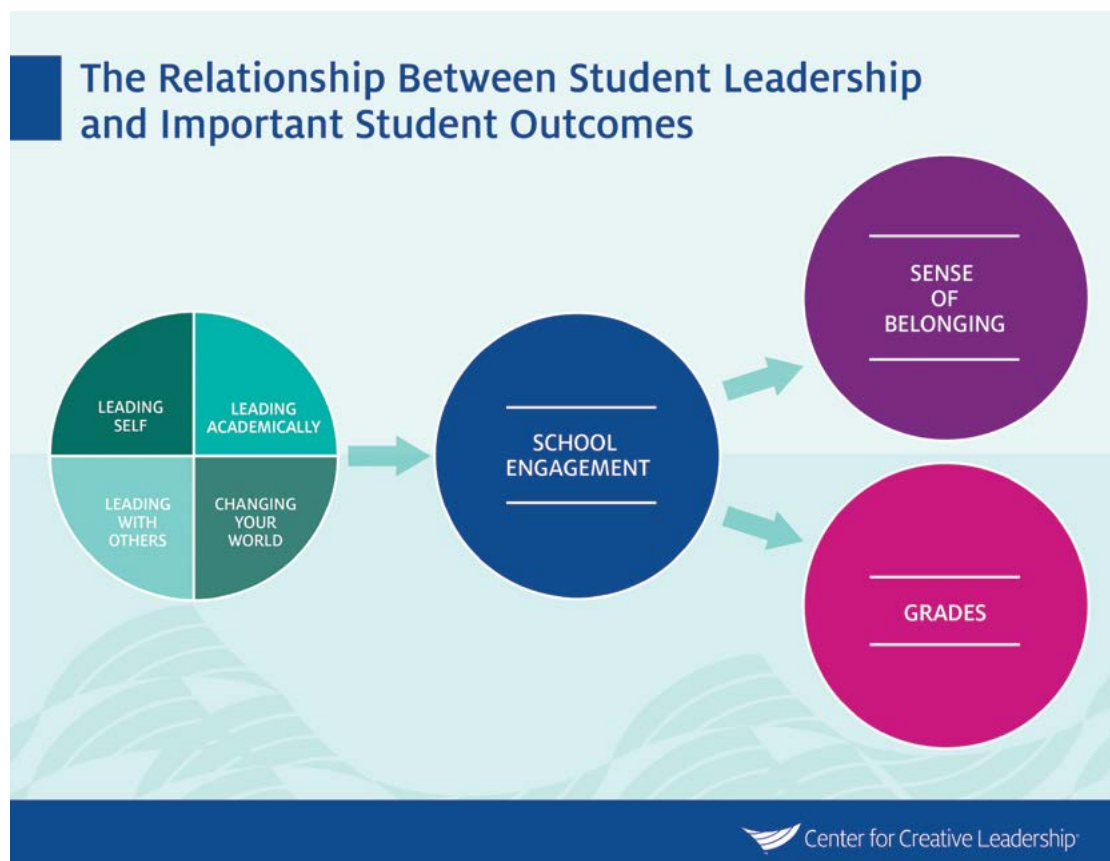 The Relationship Between Student Leadership
and Important Student Outcomes
LEADING
SELF
LEADING
ACADEMICALLY
LEADING
WITH
OTHERS
CHANGING
YOUR
WORLD
SCHOOL
ENGAGEMENT
SENSE
OF
BELONGING
GRADES
Center for Creative Leadership